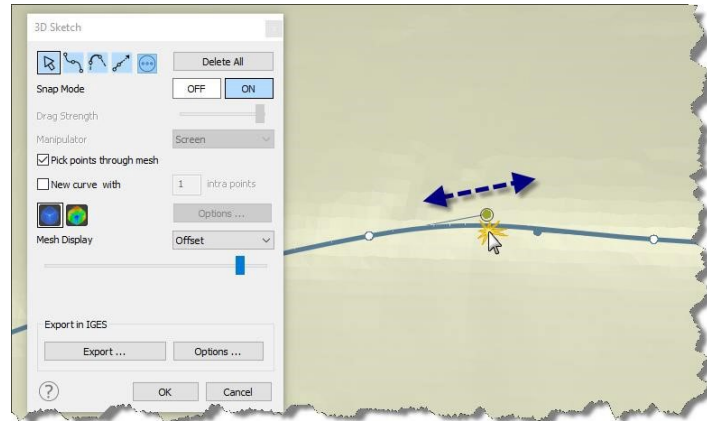 3D Sketch
Delete All
Snap Mode
OFF
ON
Drag Strength
Manipulator
Screen
Pick points through mesh
New curve with
1
intra points
Options ...
Mesh Display
Offset
Export in IGES
Export ...
Options ...
?
OK
Cancel